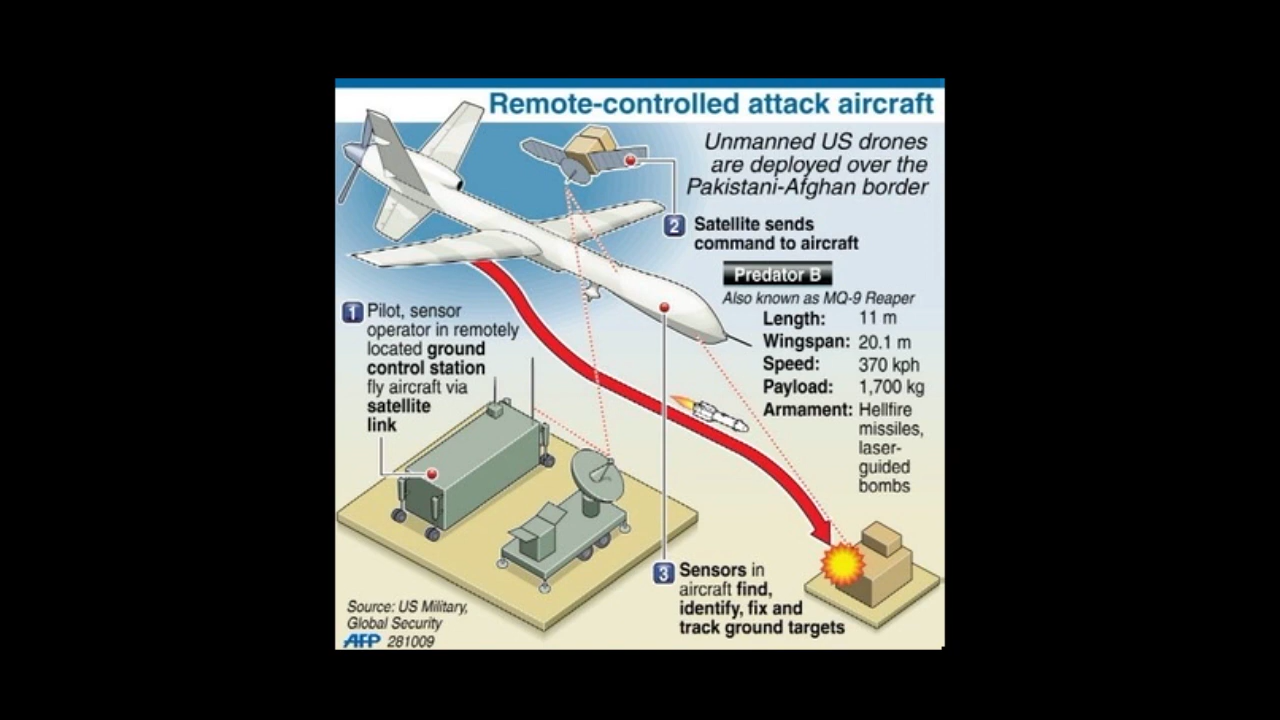 Remote-controlled attack aircraft
Unmanned US drones
are deployed over the
Pakistani-Afghan border
2 Satellite sends
command to aircraft
Predator B
Also known as MQ-9 Reaper
Length: 11 m
Wingspan: 20.1 m
Speed: 370 kph
Payload: 1,700 kg
Armament: Hellfire
missiles,
laser-
guided
bombs
1 Pilot, sensor
operator in remotely
located ground
control station
fly aircraft via
satellite
link
3 Sensors in
aircraft find,
identify, fix and
track ground targets
Source: US Military,
Global Security
AFP 281009